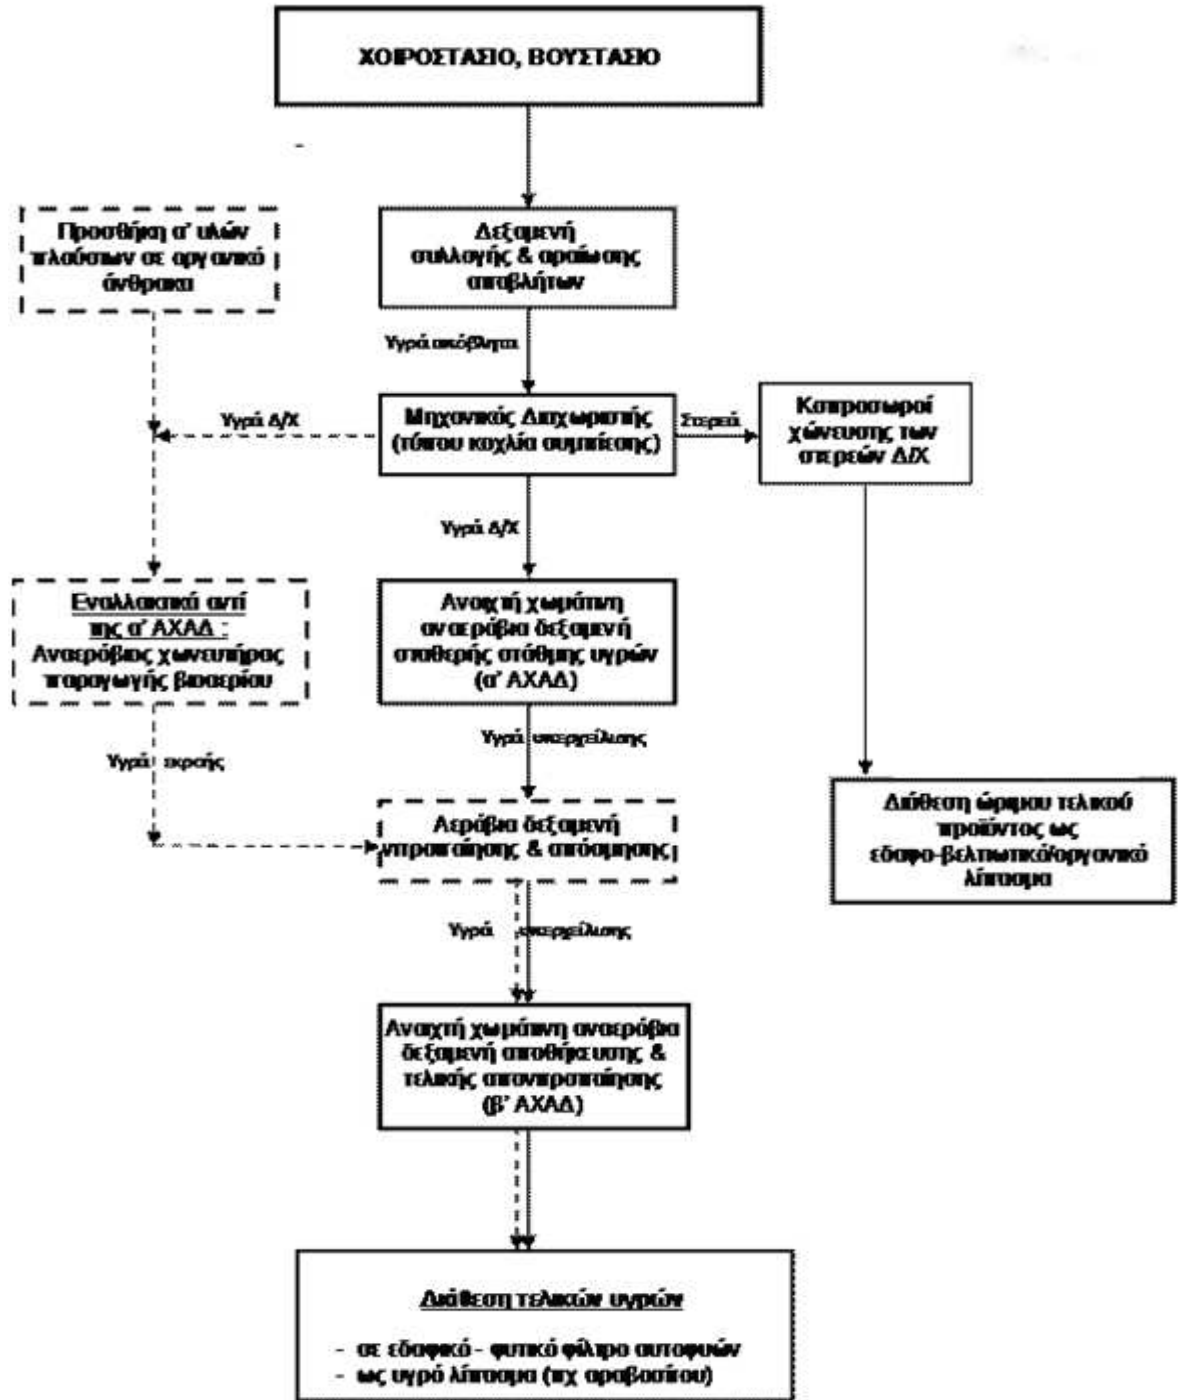 ΧΟΙΡΟΣΤΑΣΙΟ, ΒΟΥΣΤΑΣΙΟ
Προσθήκη α' υλών
πλούσιων σε οργανικό
άνθρακα
Δεξαμενή
συλλογής & αραίωσης
αποβλήτων
Υγρά απόβλητα
Υγρά Δ/Χ
Μηχανικός Διαχωριστής
(τύπου κοχλία συμπίεσης)
Στερεά
Κοπροσωροί
χώνευσης των
στερεών Δ/Χ
Υγρά Δ/Χ
Εναλλακτικά αντί
της α' ΑΧΑΔ :
Αναερόβιος χωνευτήρας
παραγωγής βιοαερίου
Ανοιχτή χωμάτινη
αναερόβια δεξαμενή
σταθερής στάθμης υγρών
(α' ΑΧΑΔ)
Υγρά υπερχείλισης
Υγρά εκροής
Αερόβια δεξαμενή
νιτροποίησης & απόσμησης
Διάθεση ώριμου τελικού
προϊόντος ως
εδαφο-βελτιωτικό/οργανικό
λίπασμα
Υγρά υπερχείλισης
Ανοιχτή χωμάτινη αναερόβια
δεξαμενή αποθήκευσης &
τελικής απονιτροποίησης
(β' ΑΧΑΔ)
Διάθεση τελικών υγρών
- σε εδαφικό - φυτικό φίλτρο αυτοφυών
- ως υγρό λίπασμα (πχ αραβοσίτου)